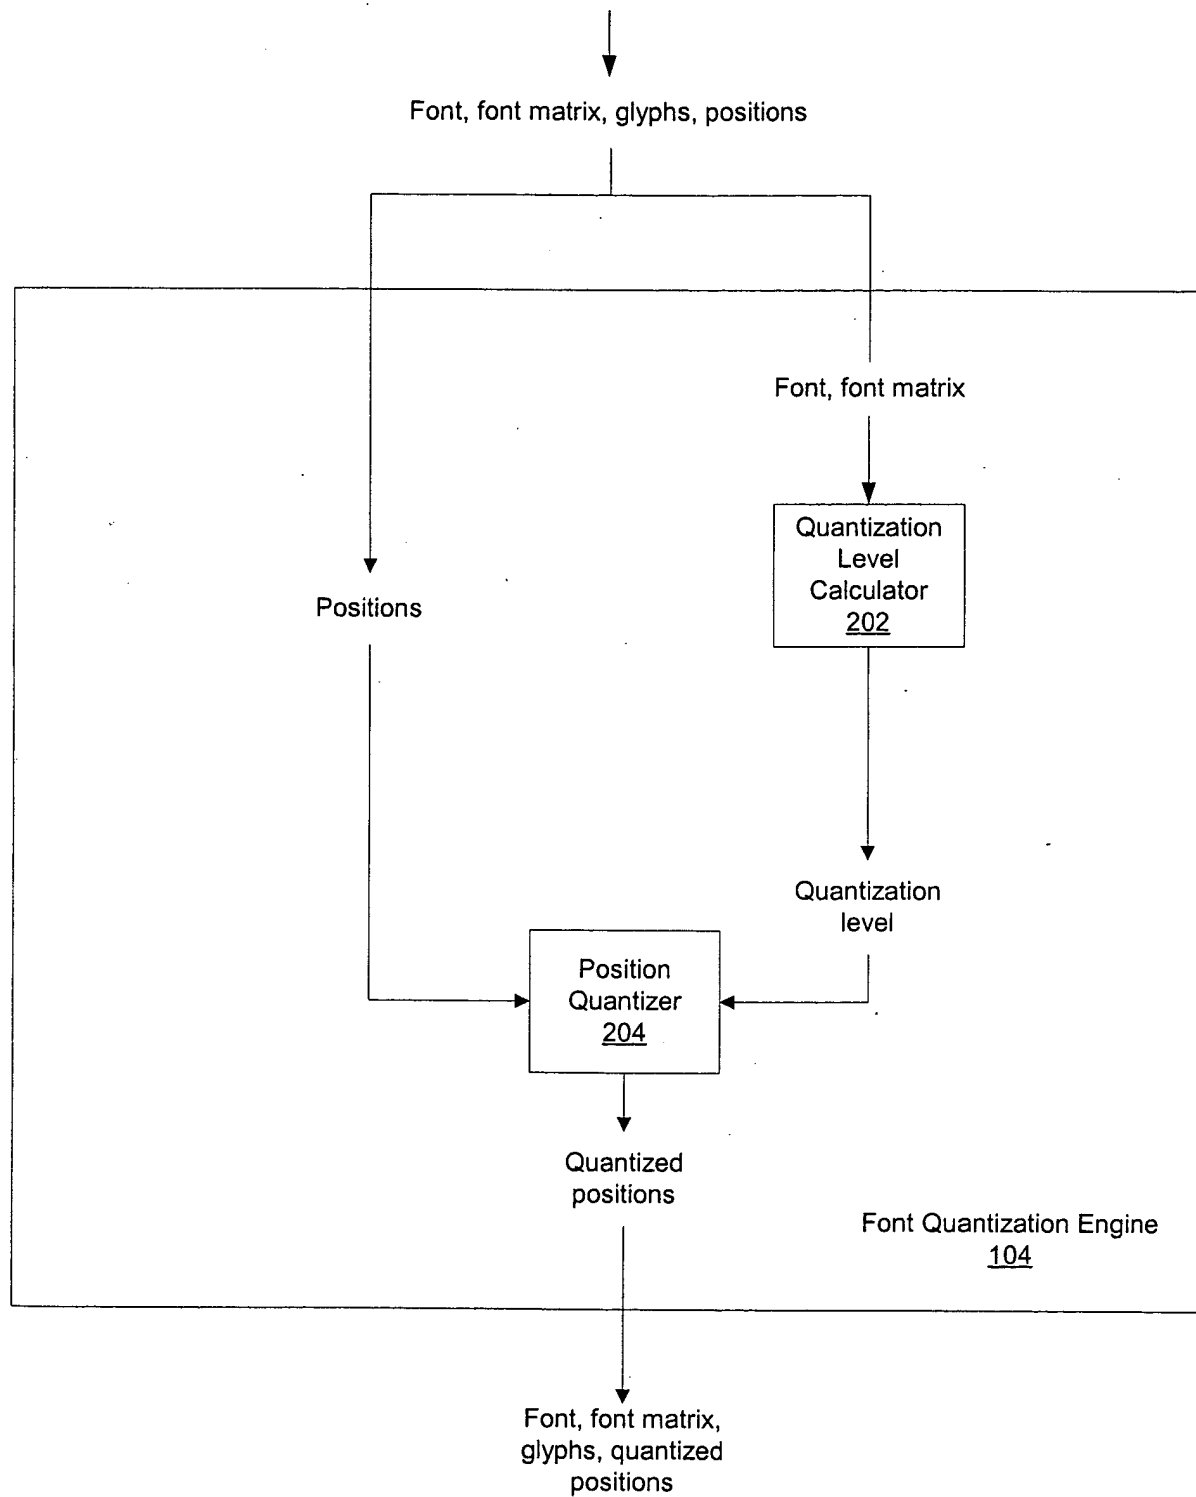 Font, font matrix, glyphs, positions
Font, font matrix
Quantization
Level
Calculator
202
Positions
Quantization
level
Position
Quantizer
204
Quantized
positions
Font Quantization Engine
104
Font, font matrix,
glyphs, quantized
positions